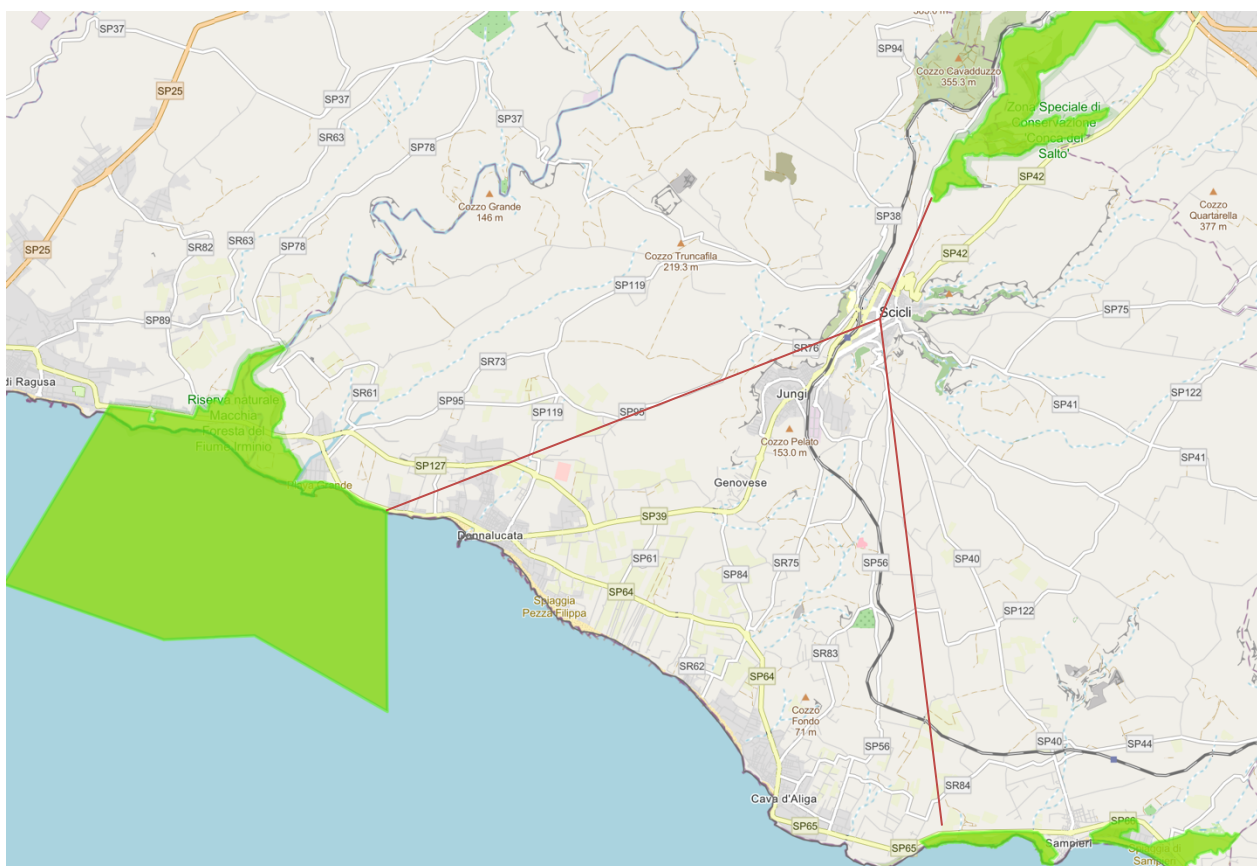 SP37
SP25
SP37
SR63
SP78
SP37
SP94
Cozzo Cavadduzzo
355.3 m
Zona Speciale di
Conservazione
'Conca del
Salto'
SP42
SP42
Cozzo
Quartarella
377 m
Cozzo Grande
146 m
SP38
SP25
SR82
SR63
SP78
Cozzo Truncafila
219.3 m
SP119
SP89
Scicli
SP75
SR76
di Ragusa
SR73
SR61
Jungi
SP122
Riserva naturale
Macchia
Foresta del
Fiume Irminio
SP95
SP119
SP95
SP41
Cozzo Pelato
153.0 m
SP41
SP127
Genovese
SP39
Donnalucata
SP61
SP84
SR75
SP56
SP40
SP64
Spiaggia
Pezza Filippa
SP122
SR83
SR62
SP64
Cozzo
Fondo
71 m
SP56
SP40
SP44
SR84
Cava d'Aliga
SP65
SP65
Sampieri
SP66